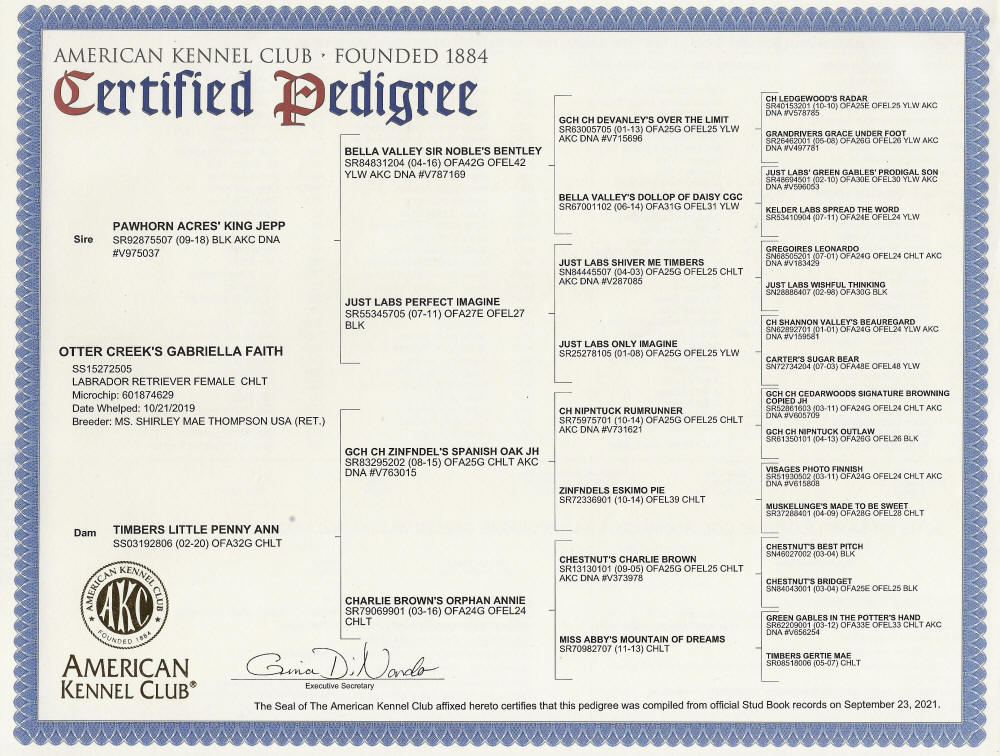 AMERICAN KENNEL CLUB · FOUNDED 1884
Certified Pedigree
Sire
PAWHORN ACRES' KING JEPP
SR92875507 (09-18) BLK AKC DNA
#V975037
OTTER CREEK'S GABRIELLA FAITH
SS15272505
LABRADOR RETRIEVER FEMALE CHLT
Microchip: 601874629
Date Whelped: 10/21/2019
Breeder: MS. SHIRLEY MAE THOMPSON USA (RET.)
Dam
TIMBERS LITTLE PENNY ANN
SS03192806 (02-20) OFA32G CHLT
BELLA VALLEY SIR NOBLE'S BENTLEY
SR84831204 (04-16) OFA42G OFEL42
YLW AKC DNA #V787169
JUST LABS PERFECT IMAGINE
SR55345705 (07-11) OFA27E OFEL27
BLK
GCH CH ZINFNDEL'S SPANISH OAK JH
SR83295202 (08-15) OFA25G CHLT AKC
DNA #V763015
CHARLIE BROWN'S ORPHAN ANNIE
SR79069901 (03-16) OFA24G OFEL24
CHLT
GCH CH DEVANLEY'S OVER THE LIMIT
SR63005705 (01-13) OFA25G OFEL25 YLW
AKC DNA #V715696
BELLA VALLEY'S DOLLOP OF DAISY CGC
SR67001102 (06-14) OFA31G OFEL31 YLW
JUST LABS SHIVER ME TIMBERS
SN84445507 (04-03) OFA25G OFEL25 CHLT
AKC DNA #V287085
JUST LABS ONLY IMAGINE
SR25278105 (01-08) OFA25G OFEL25 YLW
CH NIPNTUCK RUMRUNNER
SR75975701 (10-14) OFA25G OFEL25 CHLT
AKC DNA #V731621
ZINFNDELS ESKIMO PIE
SR72336901 (10-14) OFEL39 CHLT
CHESTNUT'S CHARLIE BROWN
SR13130101 (09-05) OFA25G OFEL25 CHLT
AKC DNA #V373978
MISS ABBY'S MOUNTAIN OF DREAMS
SR70982707 (11-13) CHLT
CH LEDGEWOOD'S RADAR
SR40153201 (10-10) OFA25E OFEL25 YLW AKC
DNA #V578785
GRANDRIVERS GRACE UNDER FOOT
SR26462001 (05-08) OFA26G OFEL26 YLW AKC
DNA #V497781
JUST LABS' GREEN GABLES' PRODIGAL SON
SR48694501 (02-10) OFA30E OFEL30 YLW AKC
DNA #V596053
KELDER LABS SPREAD THE WORD
SR53410904 (07-11) OFA24E OFEL24 YLW
GREGOIRES LEONARDO
SN68505201 (07-01) OFA24G OFEL24 CHLT AKC
DNA #V183429
JUST LABS WISHFUL THINKING
SN28886407 (02-98) OFA30G BLK
CH SHANNON VALLEY'S BEAUREGARD
SN62892701 (01-01) OFA24G OFEL24 YLW AKC
DNA #V159581
CARTER'S SUGAR BEAR
SN72734204 (07-03) OFA48E OFEL48 YLW
GCH CH CEDARWOODS SIGNATURE BROWNING
COPIED JH
SR52861603 (03-11) OFA24G OFEL24 CHLT AKC
DNA #V605709
GCH CH NIPNTUCK OUTLAW
SR61350101 (04-13) OFA26G OFEL26 BLK
VISAGES PHOTO FINNISH
SR51930502 (03-11) OFA24G OFEL24 CHLT AKC
DNA #V615808
MUSKELUNGE'S MADE TO BE SWEET
SR37288401 (04-09) OFA28G OFEL28 CHLT
CHESTNUT'S BEST PITCH
SN46027002 (03-04) BLK
CHESTNUT'S BRIDGET
SN84043001 (03-04) OFA25E OFEL25 BLK
GREEN GABLES IN THE POTTER'S HAND
SR62209001 (03-12) OFA33E OFEL33 CHLT AKC
DNA #V656254
TIMBERS GERTIE MAE
SR08518006 (05-07) CHLT
AMERICAN KENNEL CLUB
AKC
FOUNDED 1884
AMERICAN
KENNEL CLUB®
Gina DiNardo
Executive Secretary
The Seal of The American Kennel Club affixed hereto certifies that this pedigree was compiled from official Stud Book records on September 23, 2021.